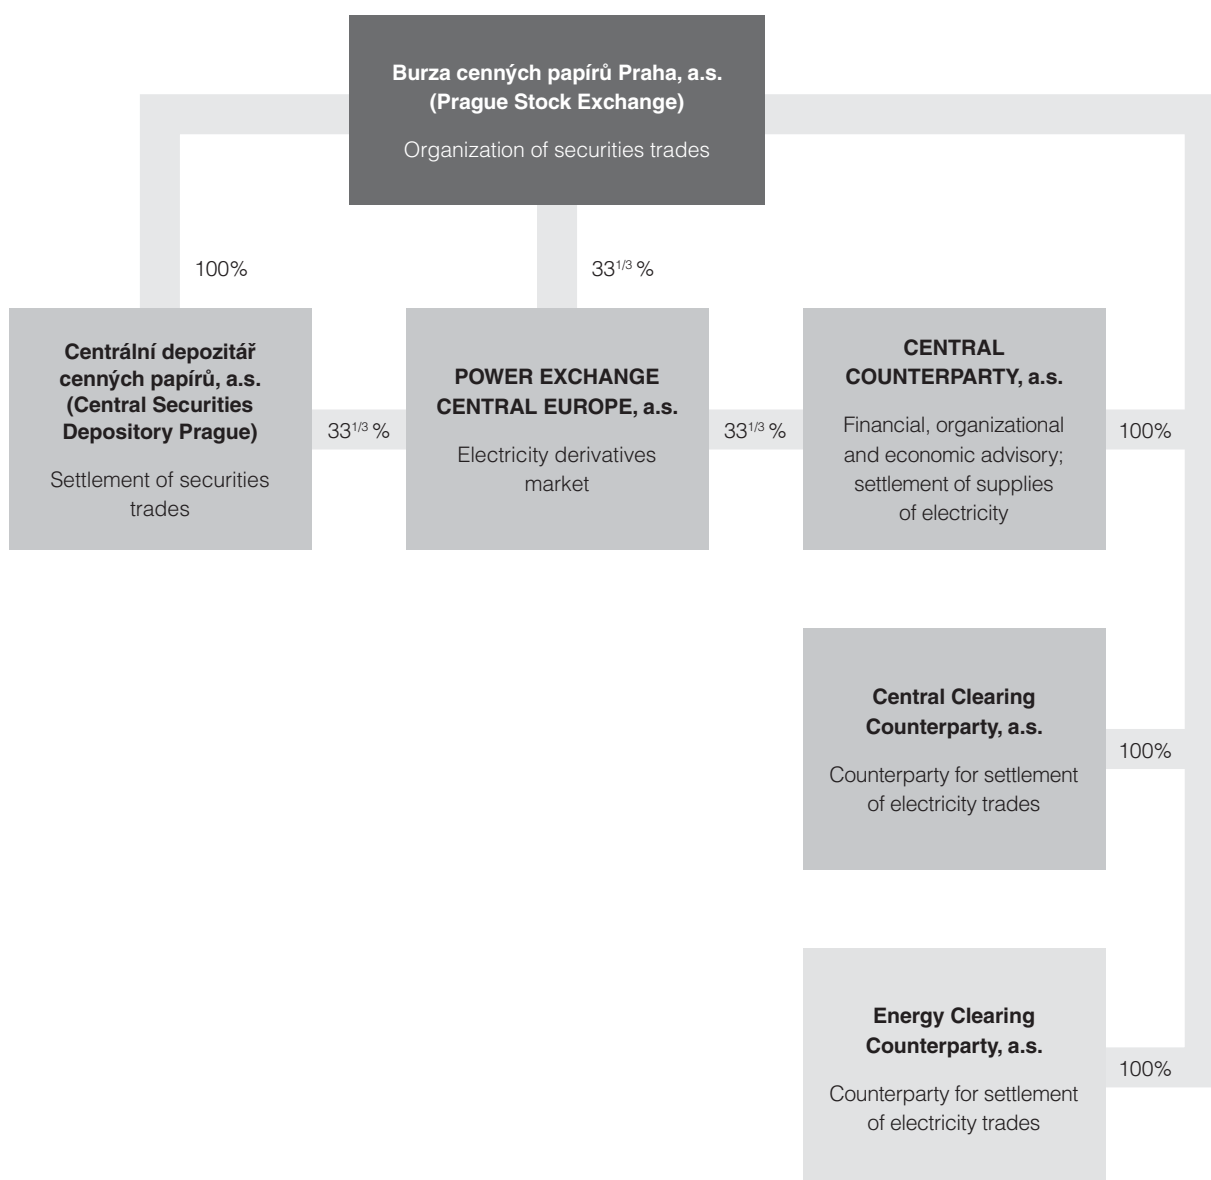 Burza cenných papírů Praha, a.s.
(Prague Stock Exchange)
Organization of securities trades
100%
33 1/3 %
Centrální depozitář
cenných papírů, a.s.
(Central Securities
Depository Prague)
Settlement of securities
trades
33 1/3 %
POWER EXCHANGE
CENTRAL EUROPE, a.s.
Electricity derivatives
market
33 1/3 %
CENTRAL
COUNTERPARTY, a.s.
Financial, organizational
and economic advisory;
settlement of supplies
of electricity
100%
Central Clearing
Counterparty, a.s.
Counterparty for settlement
of electricity trades
100%
Energy Clearing
Counterparty, a.s.
Counterparty for settlement
of electricity trades
100%